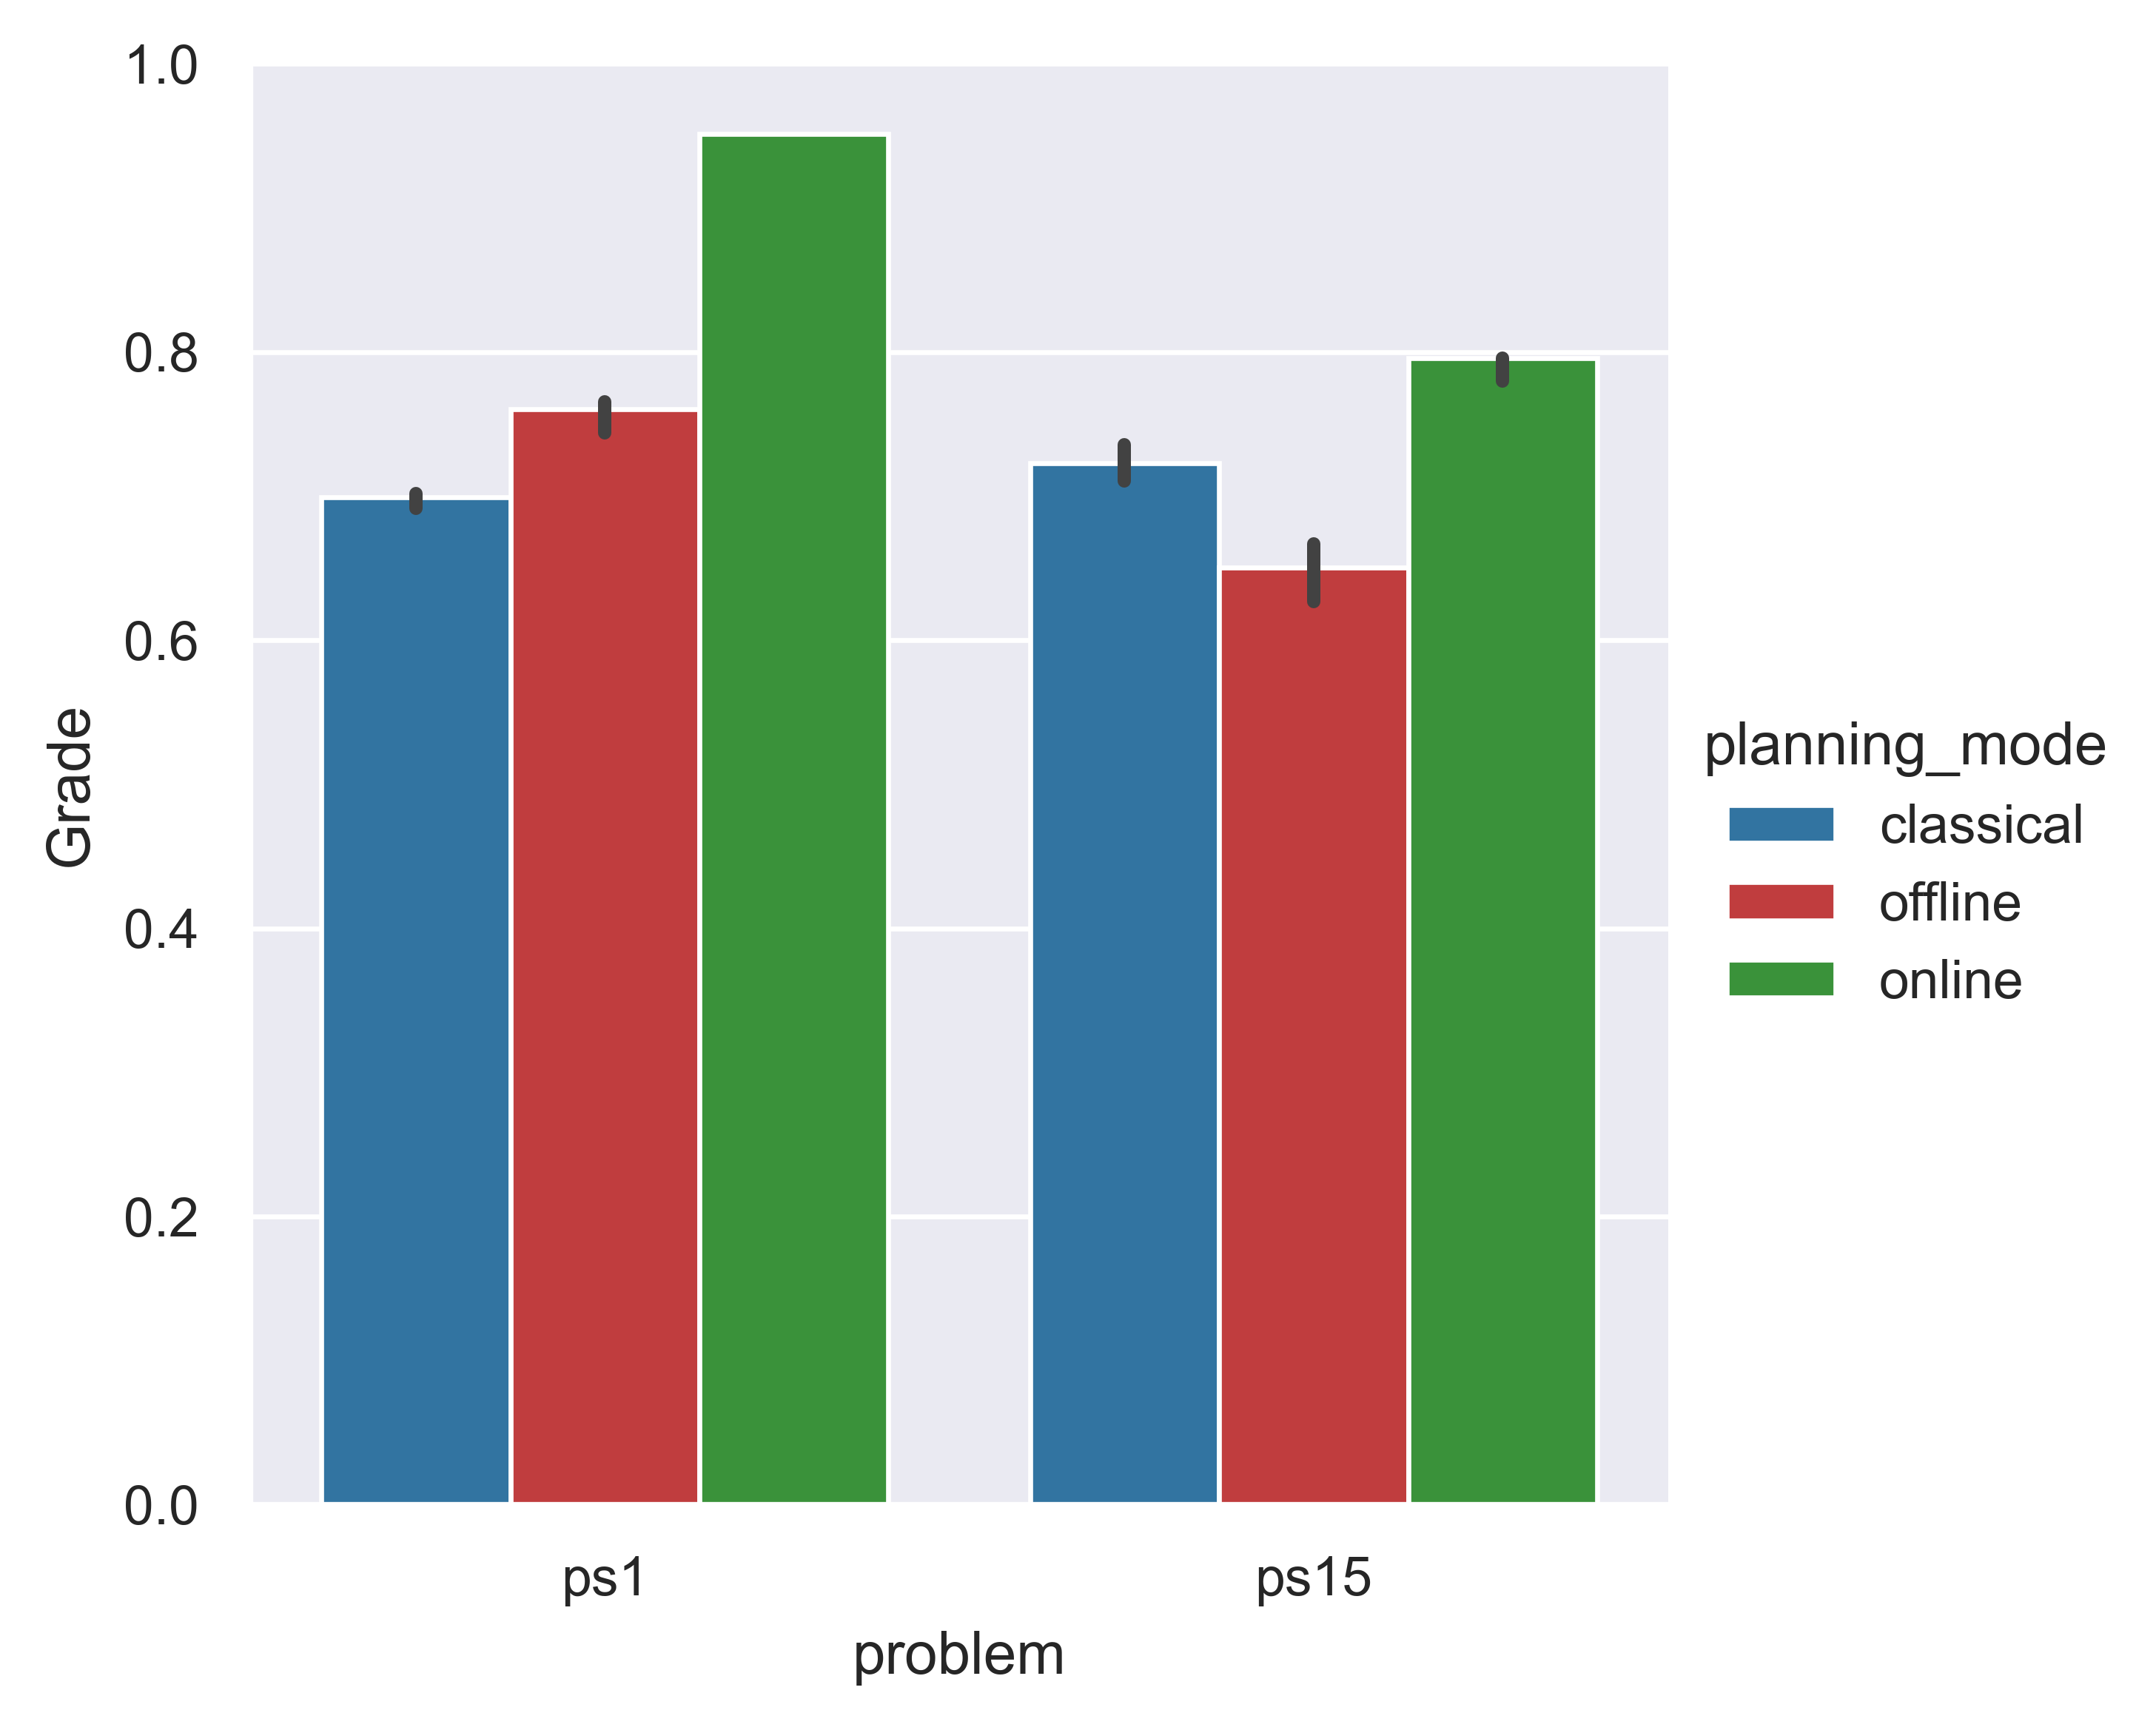 1.0
0.8
0.6
0.4
0.2
0.0
Grade
ps1
ps15
problem
planning_mode
classical
offline
online